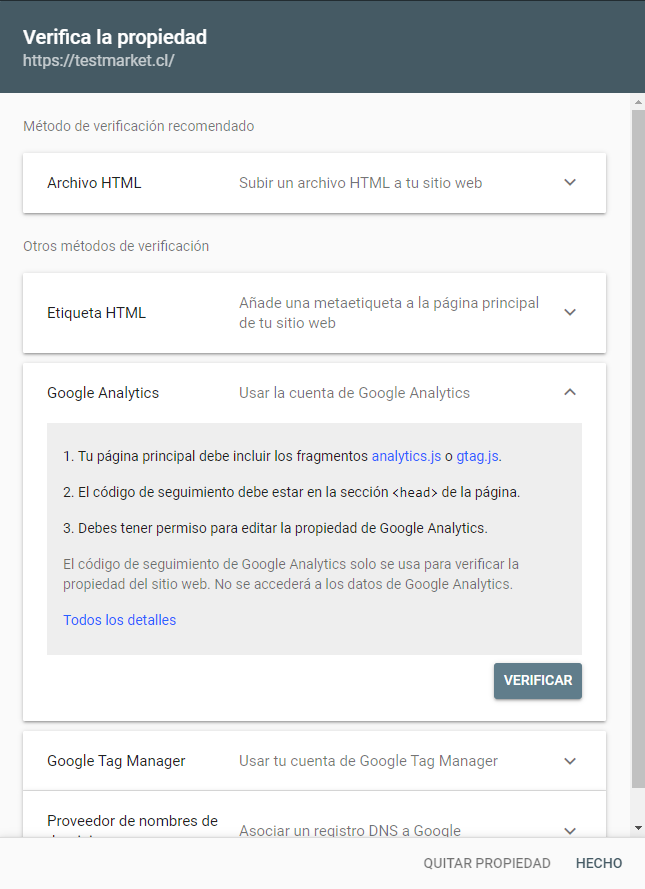 Verifica la propiedad
https://testmarket.cl/
Método de verificación recomendado
Archivo HTML
Subir un archivo HTML a tu sitio web
Otros métodos de verificación
Etiqueta HTML
Añade una metaetiqueta a la página principal
de tu sitio web
Google Analytics
Usar la cuenta de Google Analytics
1. Tu página principal debe incluir los fragmentos analytics.js o gtag.js.
2. El código de seguimiento debe estar en la sección <head> de la página.
3. Debes tener permiso para editar la propiedad de Google Analytics.
El código de seguimiento de Google Analytics solo se usa para verificar la
propiedad del sitio web. No se accederá a los datos de Google Analytics.
Todos los detalles
VERIFICAR
Google Tag Manager
Usar tu cuenta de Google Tag Manager
Proveedor de nombres de
Asociar un registro DNS a Google
QUITAR PROPIEDAD
HECHO